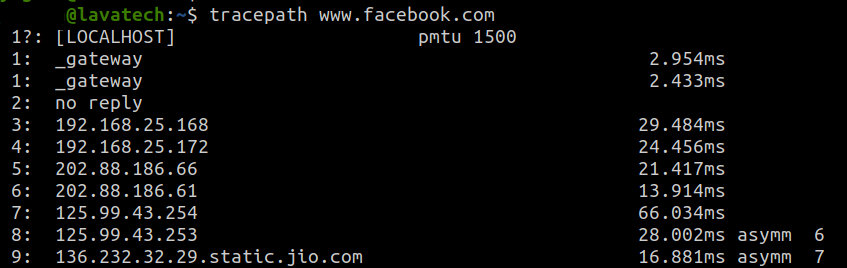 @lavatech:~$ tracepath www.facebook.com
1?: [LOCALHOST] pmtu 1500
1: _gateway 2.954ms
1: _gateway 2.433ms
2: no reply
3: 192.168.25.168 29.484ms
4: 192.168.25.172 24.456ms
5: 202.88.186.66 21.417ms
6: 202.88.186.61 13.914ms
7: 125.99.43.254 66.034ms
8: 125.99.43.253 28.002ms asymm 6
9: 136.232.32.29.static.jio.com 16.881ms asymm 7